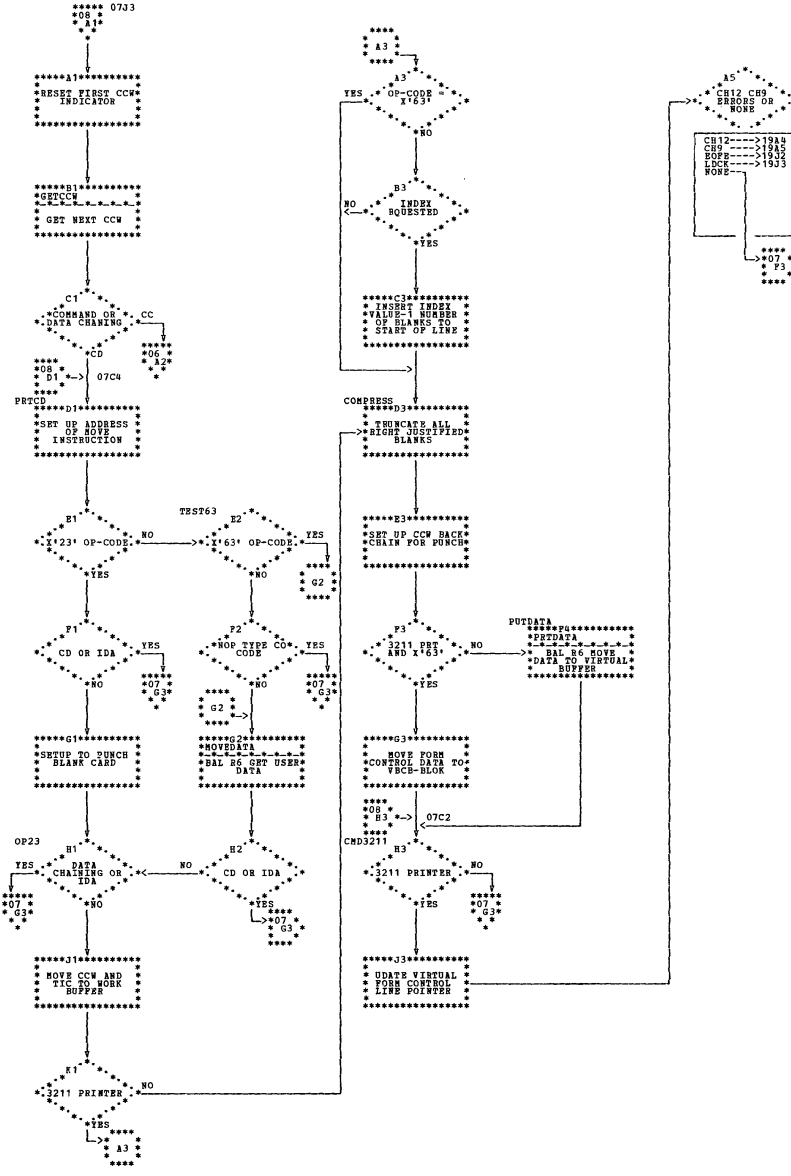 08 A1 07J3
A1
RESET FIRST CCW
INDICATOR
B1
GETCCW
GET NEXT CCW
C1
COMMAND OR
DATA CHANING
CC
06 A2
CD
08 D1 07C4
PRTCD
D1
SET UP ADDRESS
OF MOVE
INSTRUCTION
E1
X'23' OP-CODE
NO
YES
TEST63
E2
X'63' OP-CODE
YES
G2
NO
F1
CD OR IDA
YES
07 G3
NO
F2
NOP TYPE CO
CODE
YES
07 G3
NO
G2
G1
SETUP TO PUNCH
BLANK CARD
G2
MOVEDATA
BAL R6 GET USER
DATA
OP23
H1
DATA
CHAINING OR
IDA
YES
07 G3
NO
H2
CD OR IDA
NO
YES
07 G3
J1
MOVE CCW AND
TIC TO WORK
BUFFER
K1
3211 PRINTER
NO
YES
A3
A3
A3
OP-CODE =
X'63'
YES
NO
B3
INDEX
RQUESTED
NO
YES
C3
INSERT INDEX
VALUE-1 NUMBER
OF BLANKS TO
START OF LINE
COMPRESS
D3
TRUNCATE ALL
RIGHT JUSTIFIED
BLANKS
E3
SET UP CCW BACK
CHAIN FOR PUNCH
F3
3211 PRT
AND X'63'
NO
YES
PUTDATA
F4
PRTDATA
BAL R6 MOVE
DATA TO VIRTUAL
BUFFER
G3
MOVE FORM
CONTROL DATA TO
VBCB-BLOK
08 H3 07C2
CMD3211
H3
3211 PRINTER
NO
07 G3
YES
J3
UDATE VIRTUAL
FORM CONTROL
LINE POINTER
A5
CH12 CH9
ERRORS OR
NONE
CH12---->19A4
CH9 ---->19A5
EOFE---->19J2
LDCK---->19J3
NONE--
07 F3